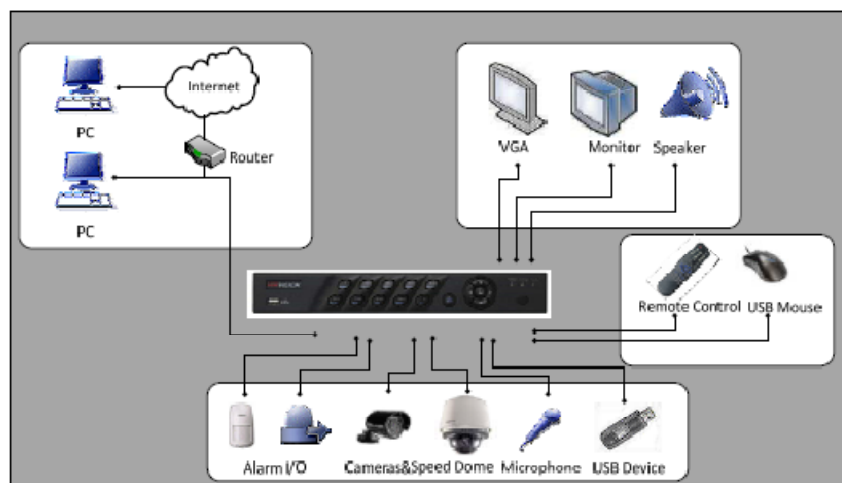 Internet
PC
Router
PC
VGA
Monitor
Speaker
Remote Control
USB Mouse
Alarm I/O
Cameras&Speed Dome
Microphone
USB Device